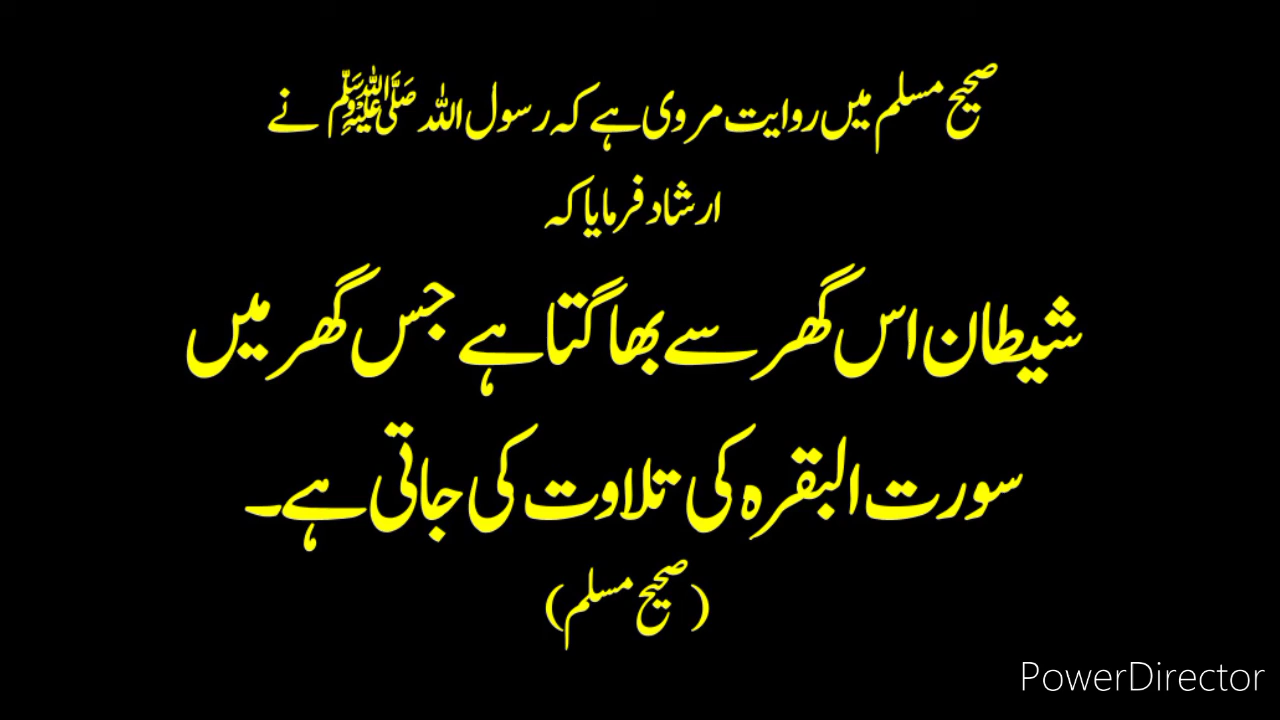 صحیح مسلم میں روایت مروی ہے کہ رسول اللہ ﷺ نے
ارشاد فرمایا کہ
شیطان اس گھر سے بھاگتا ہے جس گھر میں
سورت البقرہ کی تلاوت کی جاتی ہے۔
(صحیح مسلم)
PowerDirector